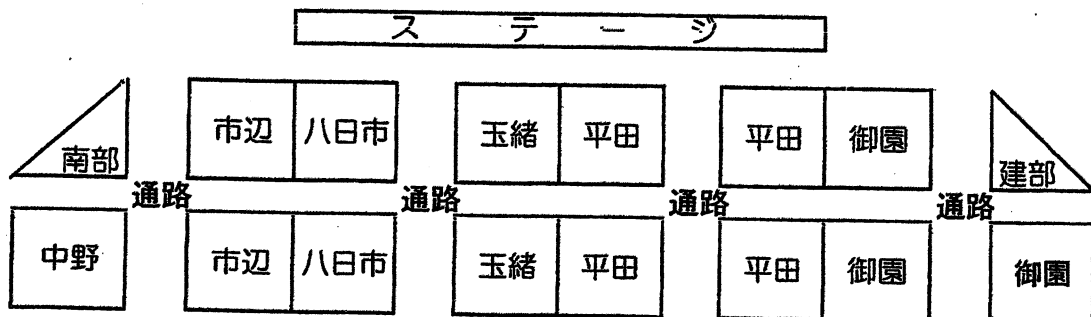 ステージ
南部 市辺 八日市 玉緒 平田 平田 御園 建部
通路 通路 通路 通路
中野 市辺 八日市 玉緒 平田 平田 御園 御園